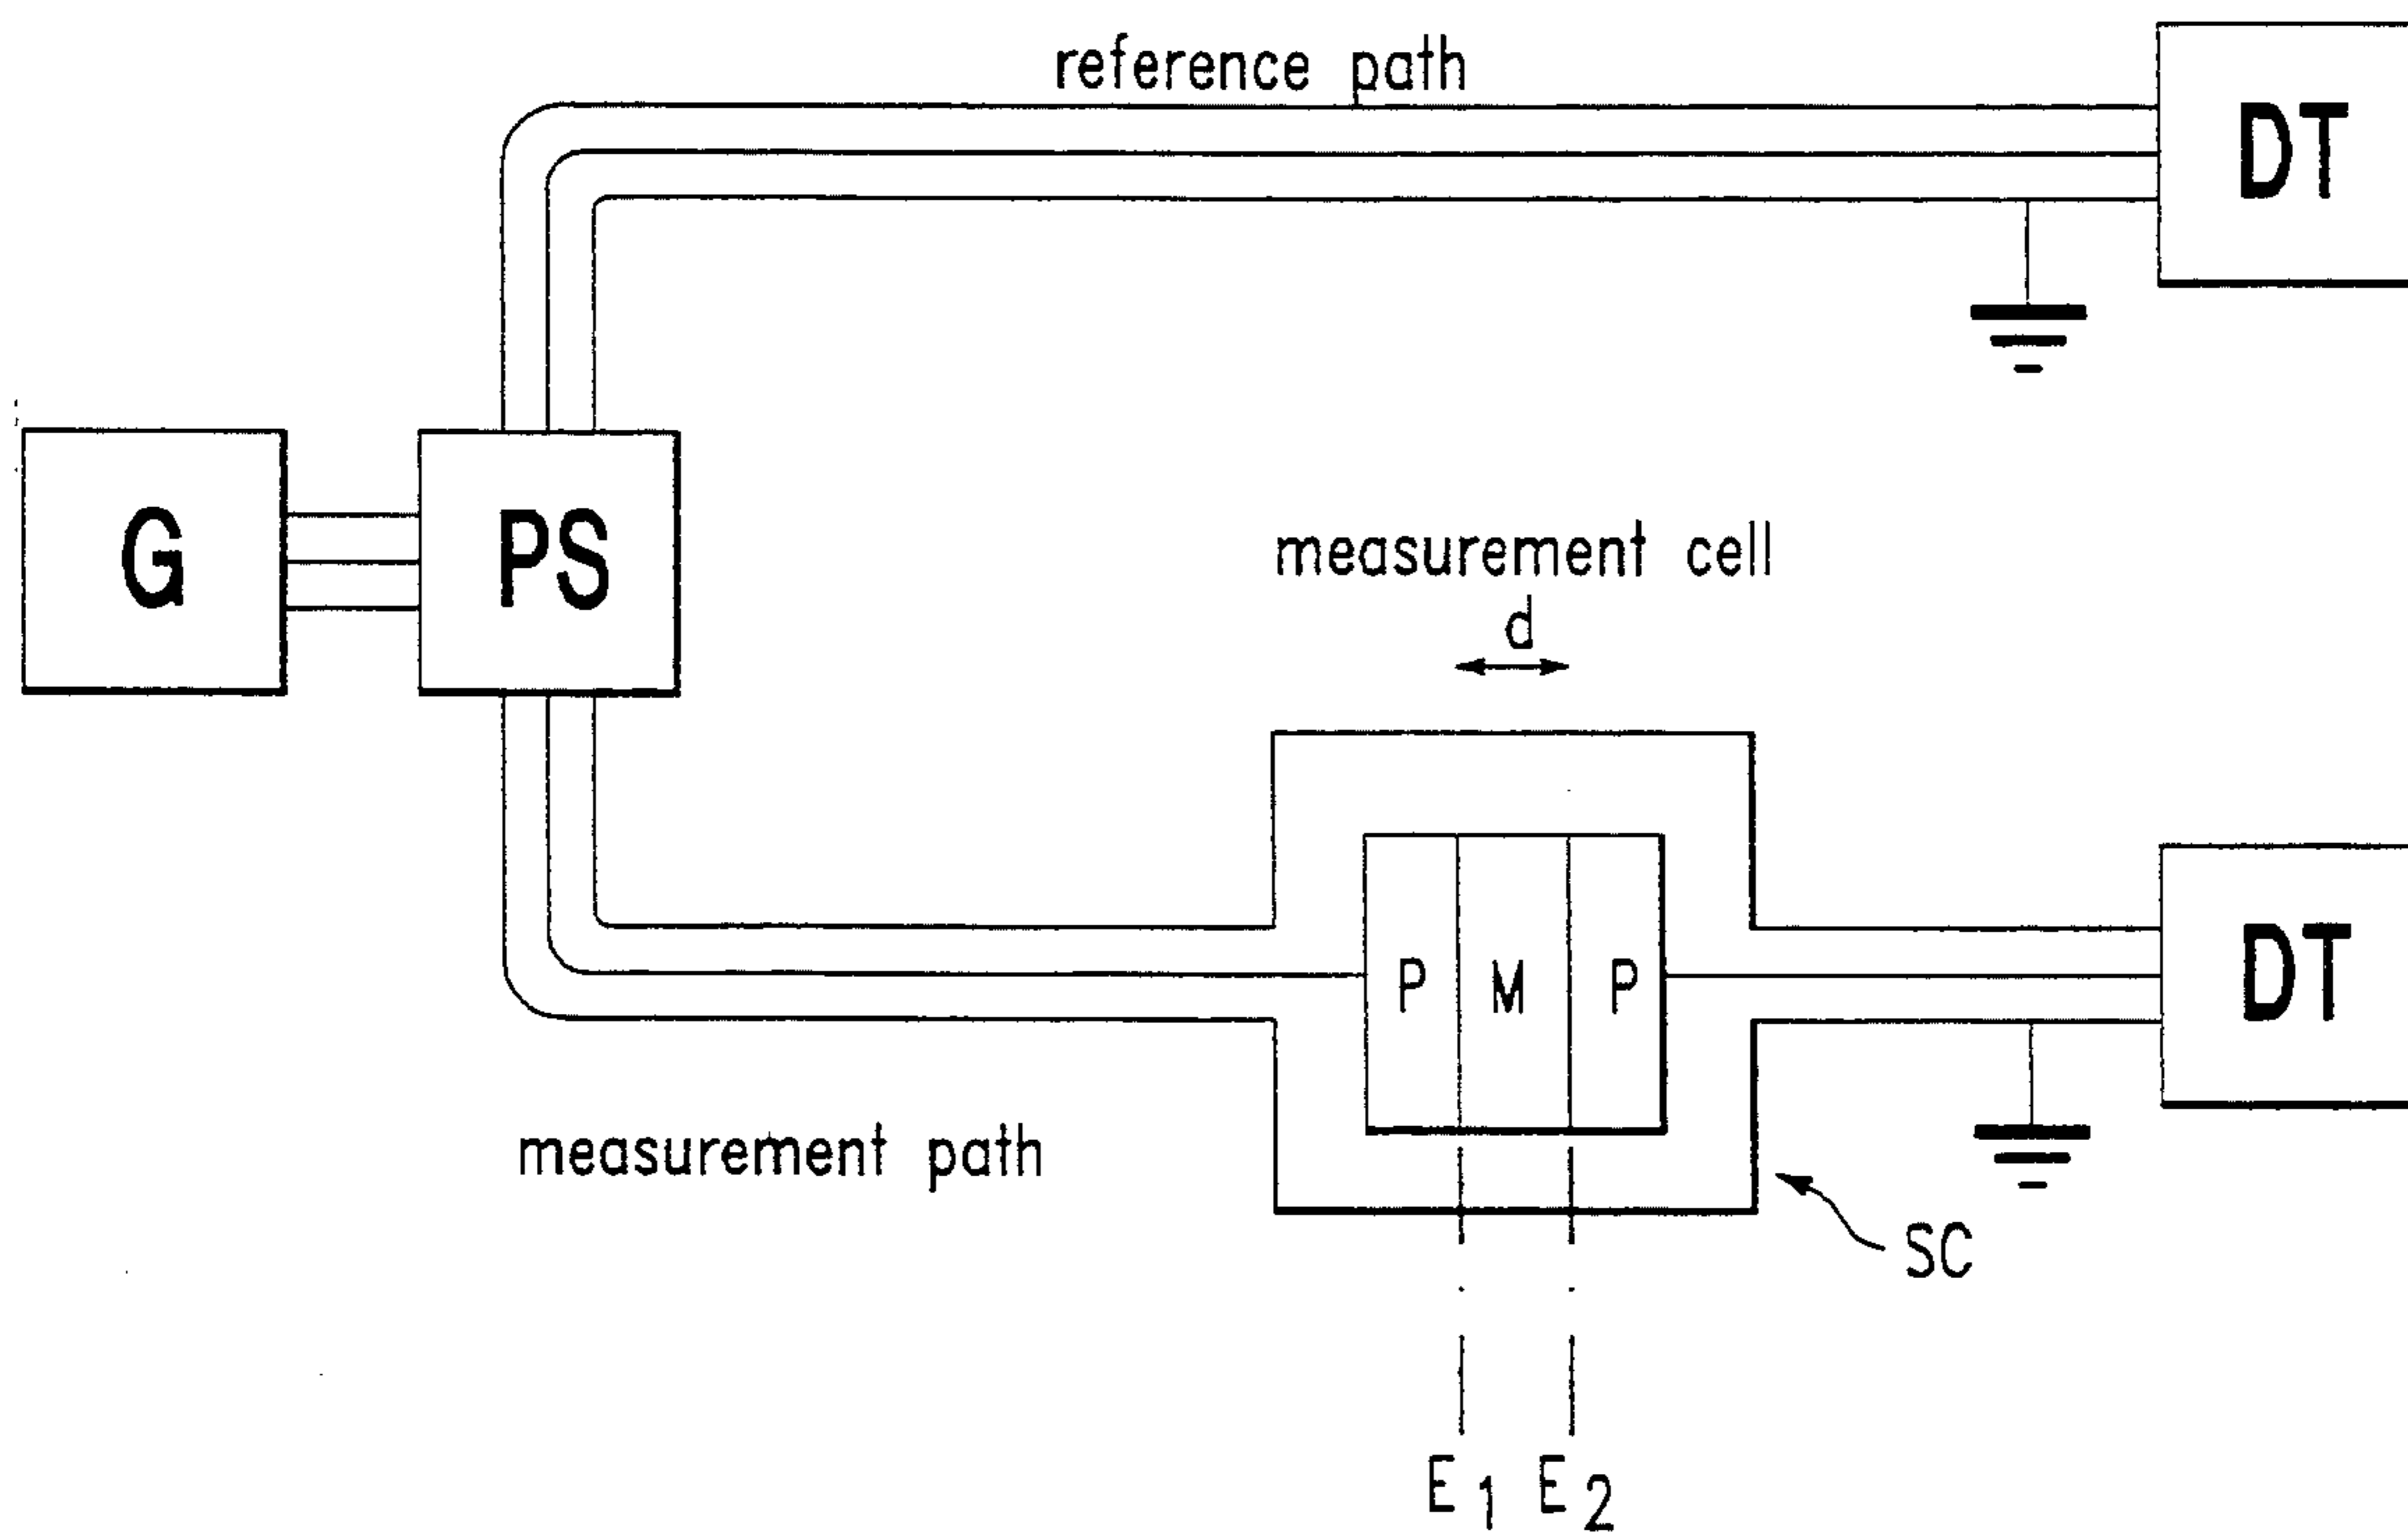 reference path
DT
G
PS
measurement cell
d
P M P
DT
measurement path
SC
E1 E2